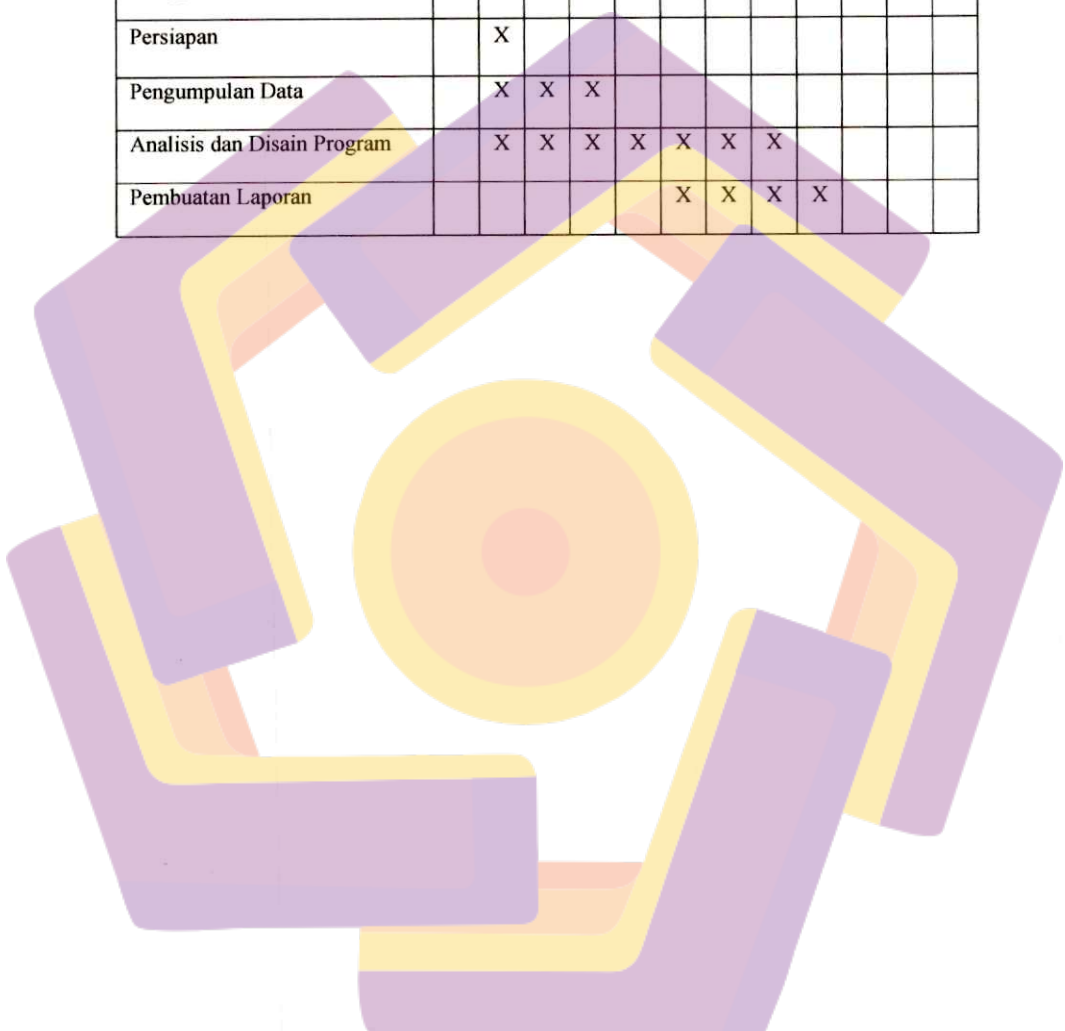 Persiapan X
Pengumpulan Data X X X
Analisis dan Disain Program X X X X X X X
Pembuatan Laporan X X X X